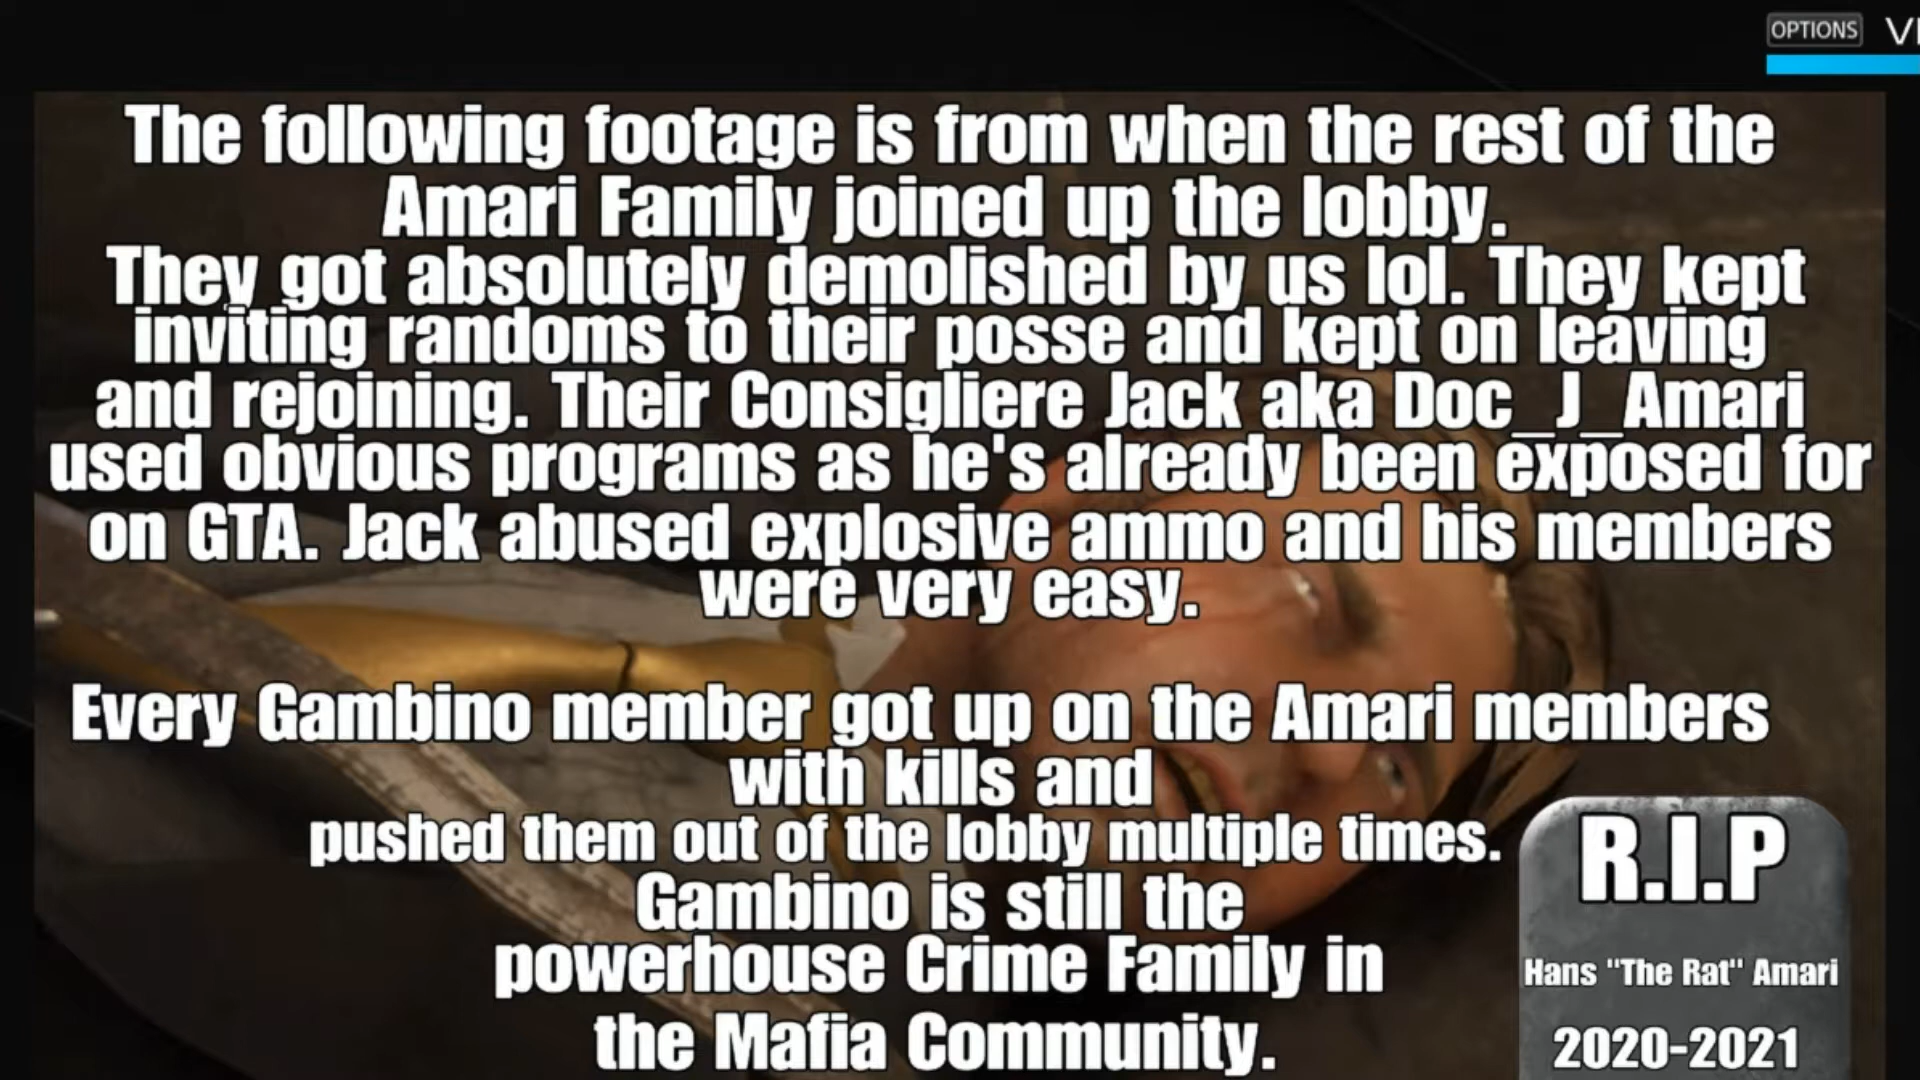 OPTIONS
The following footage is from when the rest of the
Amari Family joined up the lobby.
They got absolutely demolished by us lol. They kept
inviting randoms to their posse and kept on leaving
and rejoining. Their Consigliere Jack aka Doc_J_Amari
used obvious programs as he's already been exposed for
on GTA. Jack abused explosive ammo and his members
were very easy.
Every Gambino member got up on the Amari members
with kills and
pushed them out of the lobby multiple times.
Gambino is still the
powerhouse Crime Family in
the Mafia Community.
R.I.P
Hans "The Rat" Amari
2020-2021